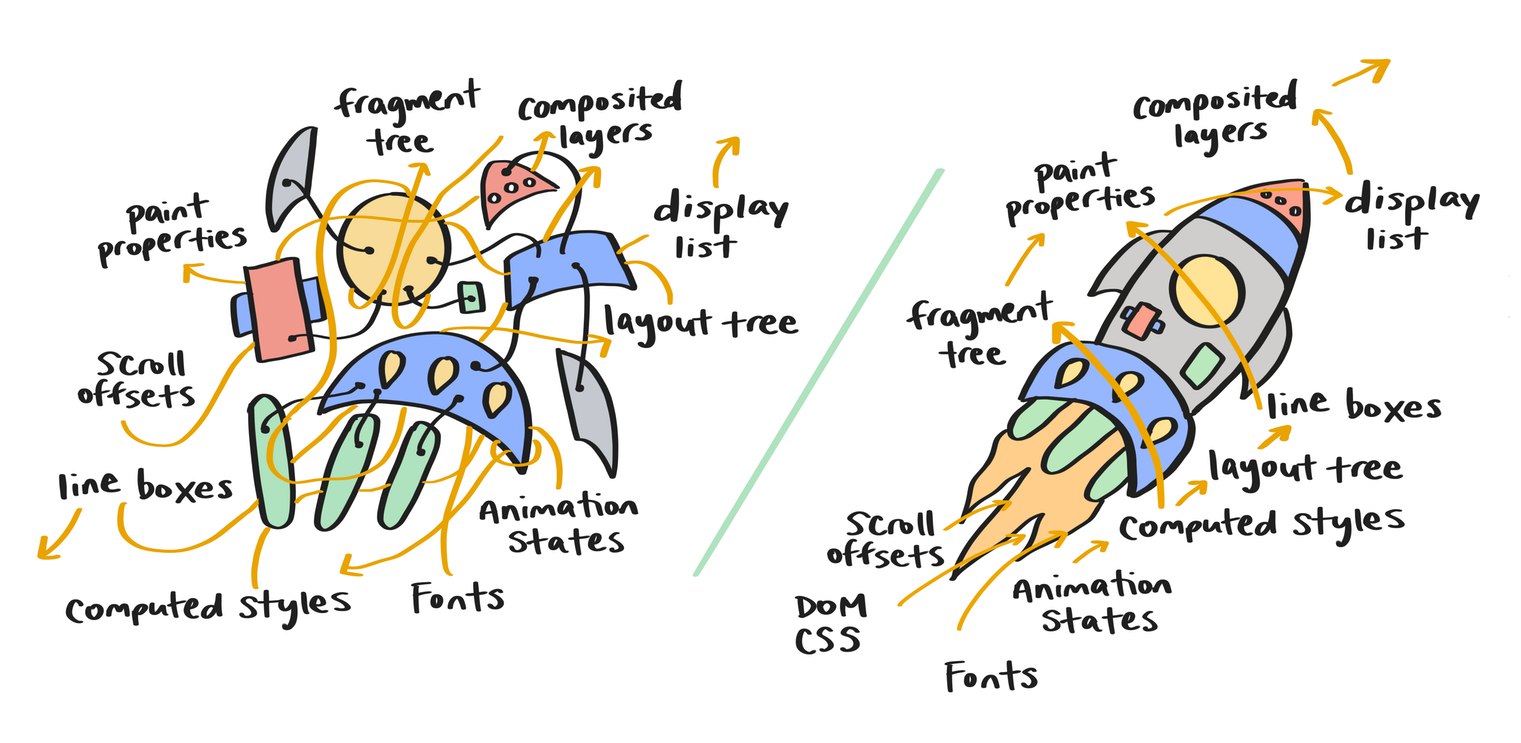 fragment
tree
composited
layers
paint
properties
display
list
layout tree
Scroll
offsets
line boxes
Animation
States
Computed Styles
Fonts
composited
layers
paint
properties
display
list
fragment
tree
line boxes
layout tree
Computed Styles
Scroll
offsets
Animation
States
DOM
CSS
Fonts